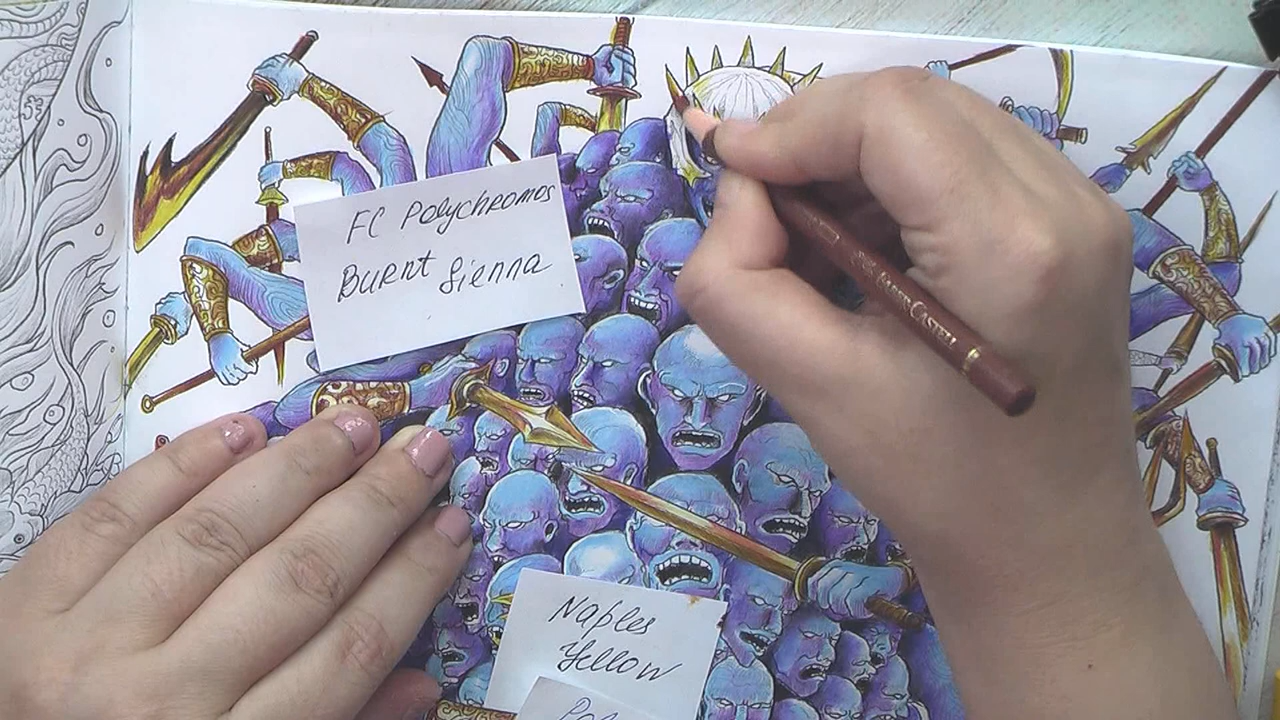 FC Polychromos
Burnt Sienna
FABER-CASTELL
Naples
Yellow